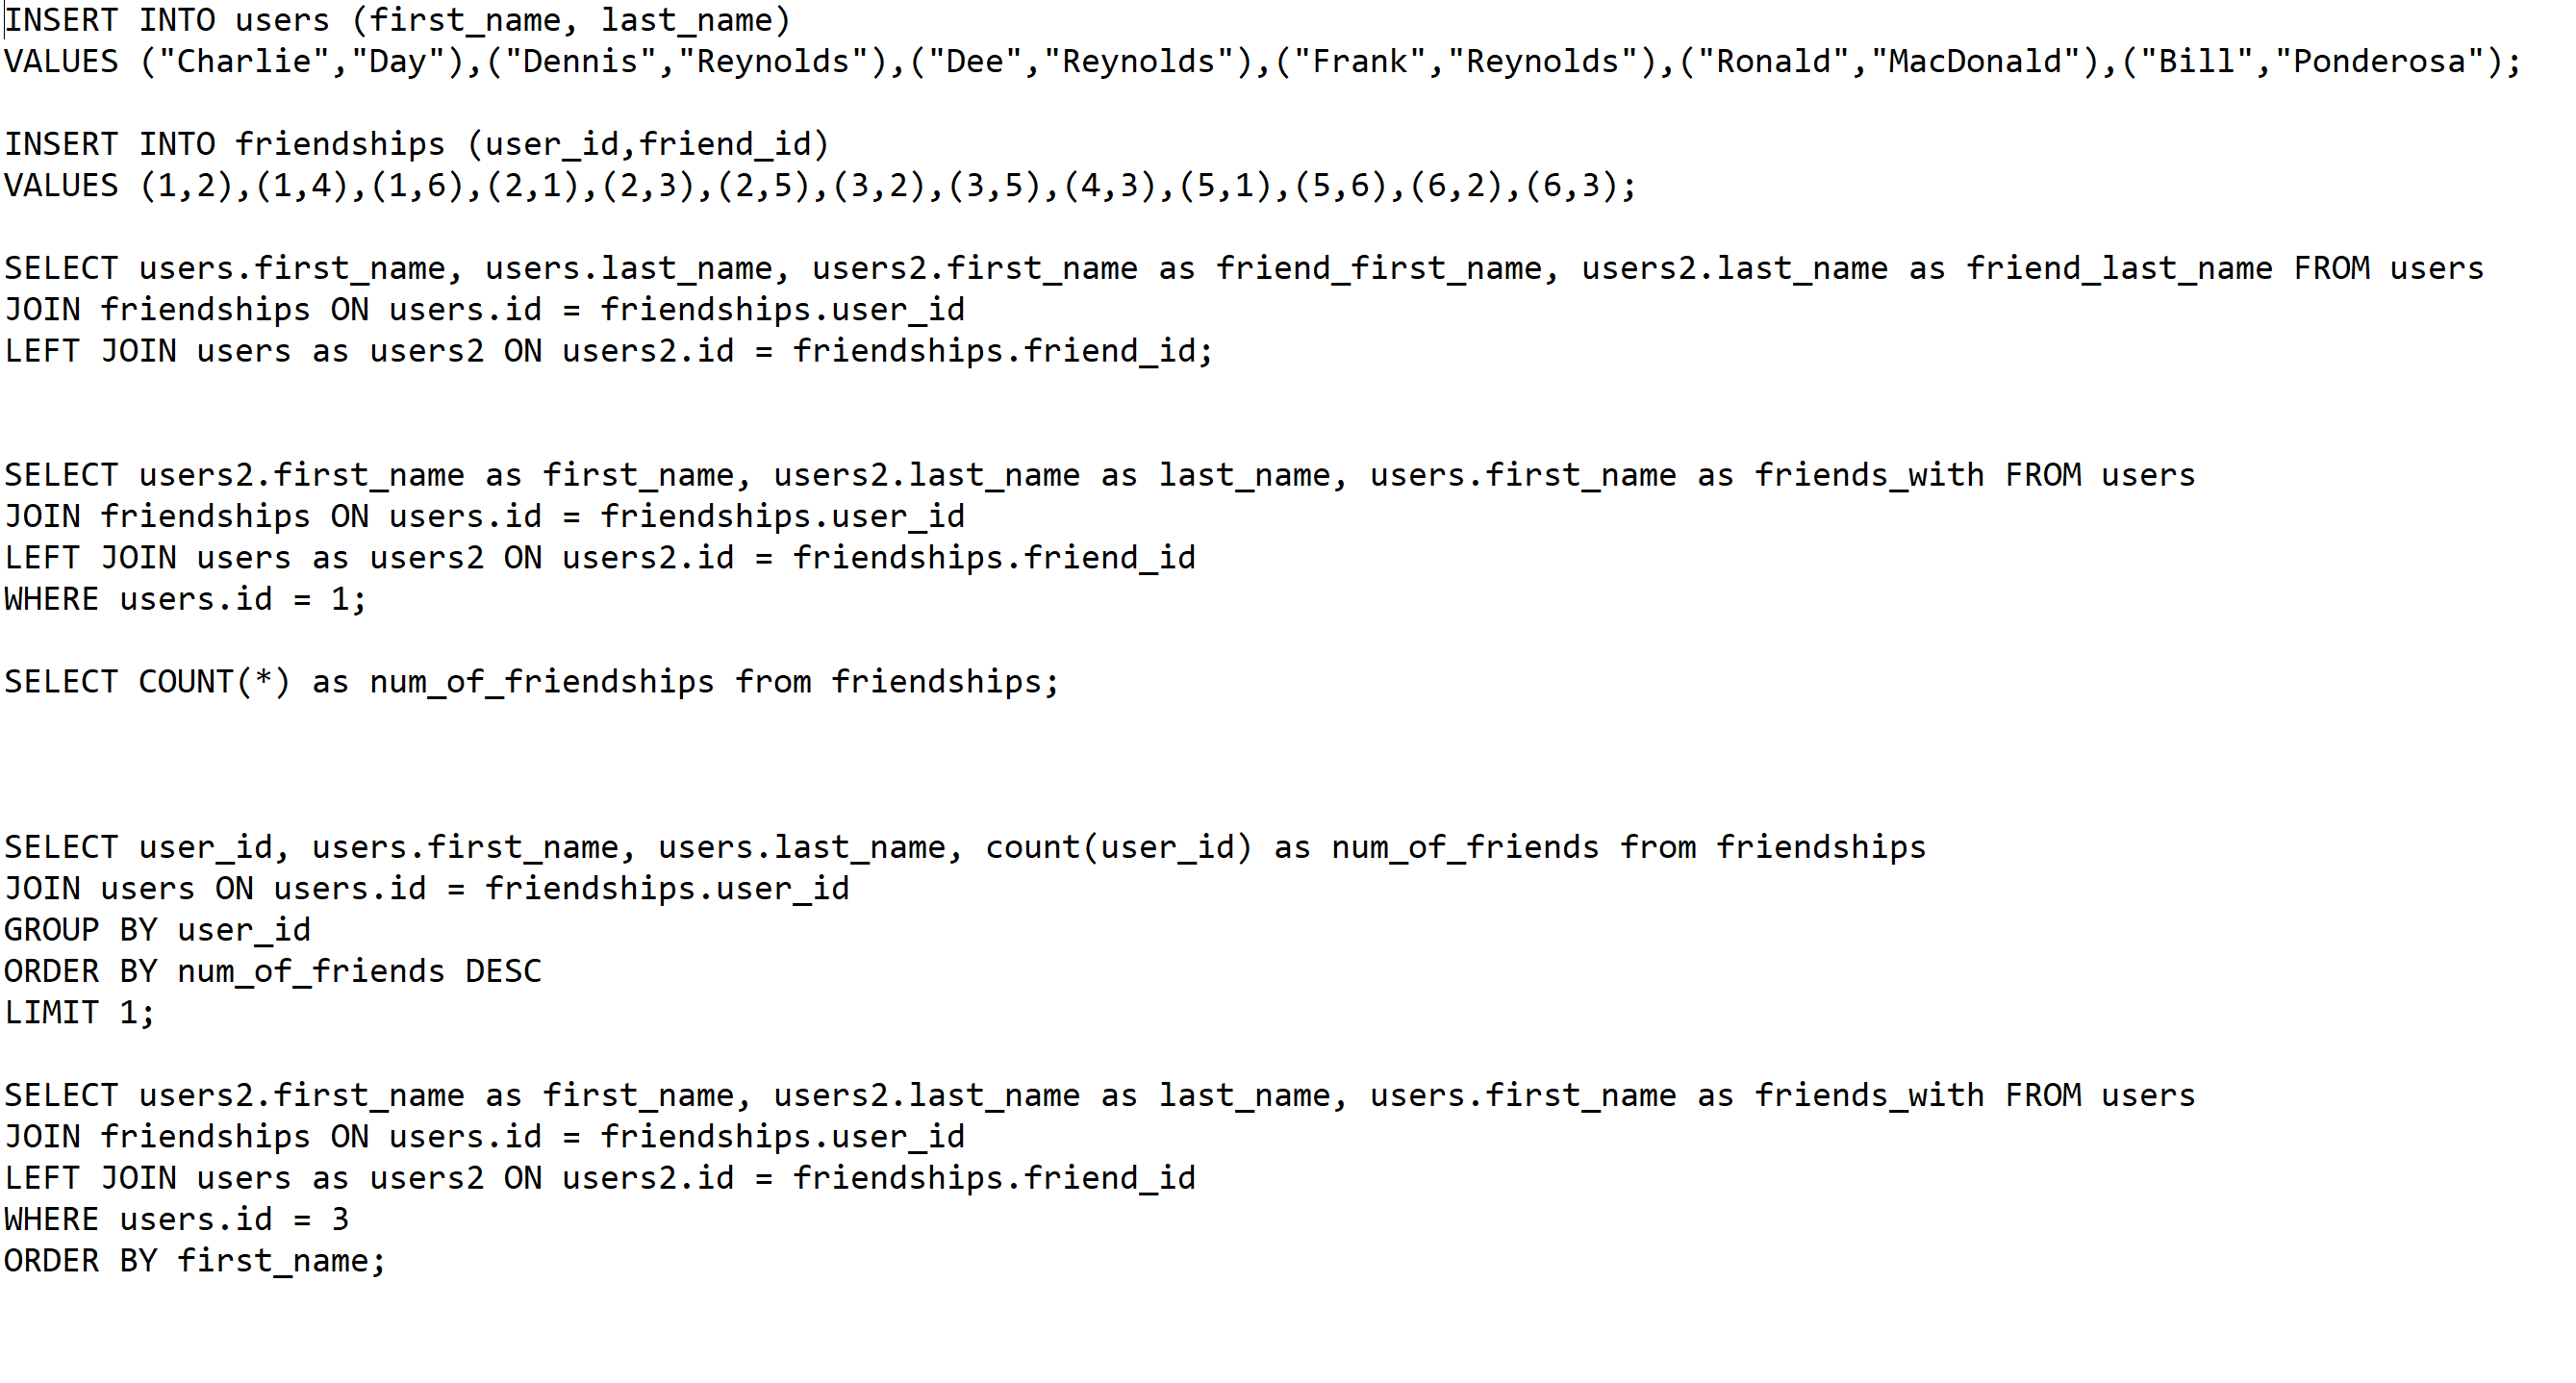 INSERT INTO users (first_name, last_name)
VALUES ("Charlie","Day"),("Dennis","Reynolds"),("Dee","Reynolds"),("Frank","Reynolds"),("Ronald","MacDonald"),("Bill","Ponderosa");
INSERT INTO friendships (user_id,friend_id)
VALUES (1,2),(1,4),(1,6),(2,1),(2,3),(2,5),(3,2),(3,5),(4,3),(5,1),(5,6),(6,2),(6,3);
SELECT users.first_name, users.last_name, users2.first_name as friend_first_name, users2.last_name as friend_last_name FROM users
JOIN friendships ON users.id = friendships.user_id
LEFT JOIN users as users2 ON users2.id = friendships.friend_id;
SELECT users2.first_name as first_name, users2.last_name as last_name, users.first_name as friends_with FROM users
JOIN friendships ON users.id = friendships.user_id
LEFT JOIN users as users2 ON users2.id = friendships.friend_id
WHERE users.id = 1;
SELECT COUNT(*) as num_of_friendships from friendships;
SELECT user_id, users.first_name, users.last_name, count(user_id) as num_of_friends from friendships
JOIN users ON users.id = friendships.user_id
GROUP BY user_id
ORDER BY num_of_friends DESC
LIMIT 1;
SELECT users2.first_name as first_name, users2.last_name as last_name, users.first_name as friends_with FROM users
JOIN friendships ON users.id = friendships.user_id
LEFT JOIN users as users2 ON users2.id = friendships.friend_id
WHERE users.id = 3
ORDER BY first_name;